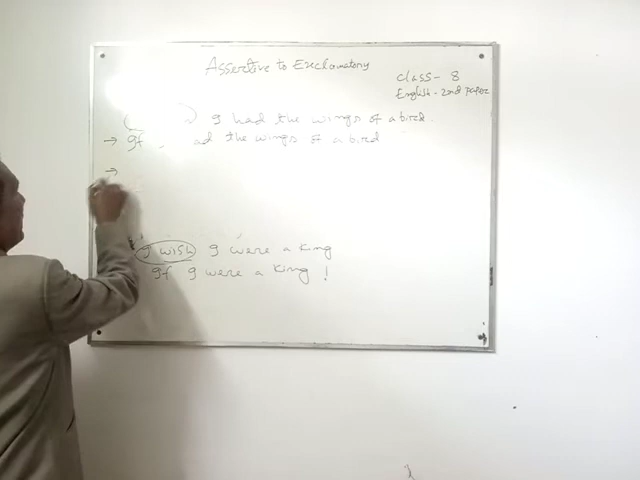 Assertive to Exclamatory
Class- 8
English- 2nd paper
I had the wings of a bird.
→ If ad the wings of a bird
→
I wish I were a king
If I were a king !